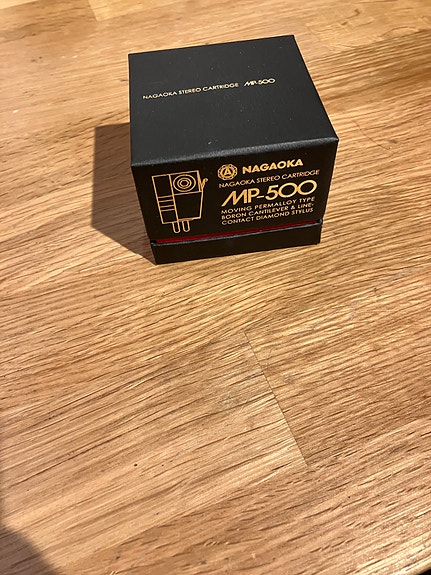 NAGAOKA STEREO CARTRIDGE MP-500
NAGAOKA
NAGAOKA STEREO CARTRIDGE
MP-500
MOVING PERMALLOY TYPE
BORON CANTILEVER & LINE-
CONTACT DIAMOND STYLUS